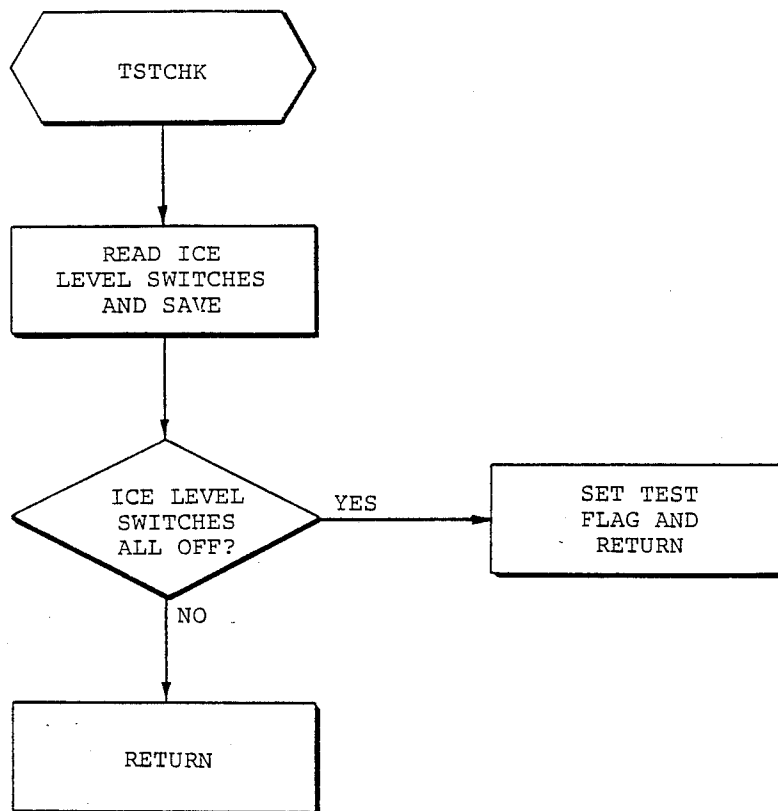 TSTCHK
READ ICE
LEVEL SWITCHES
AND SAVE
ICE LEVEL
SWITCHES
ALL OFF?
YES
SET TEST
FLAG AND
RETURN
NO
RETURN